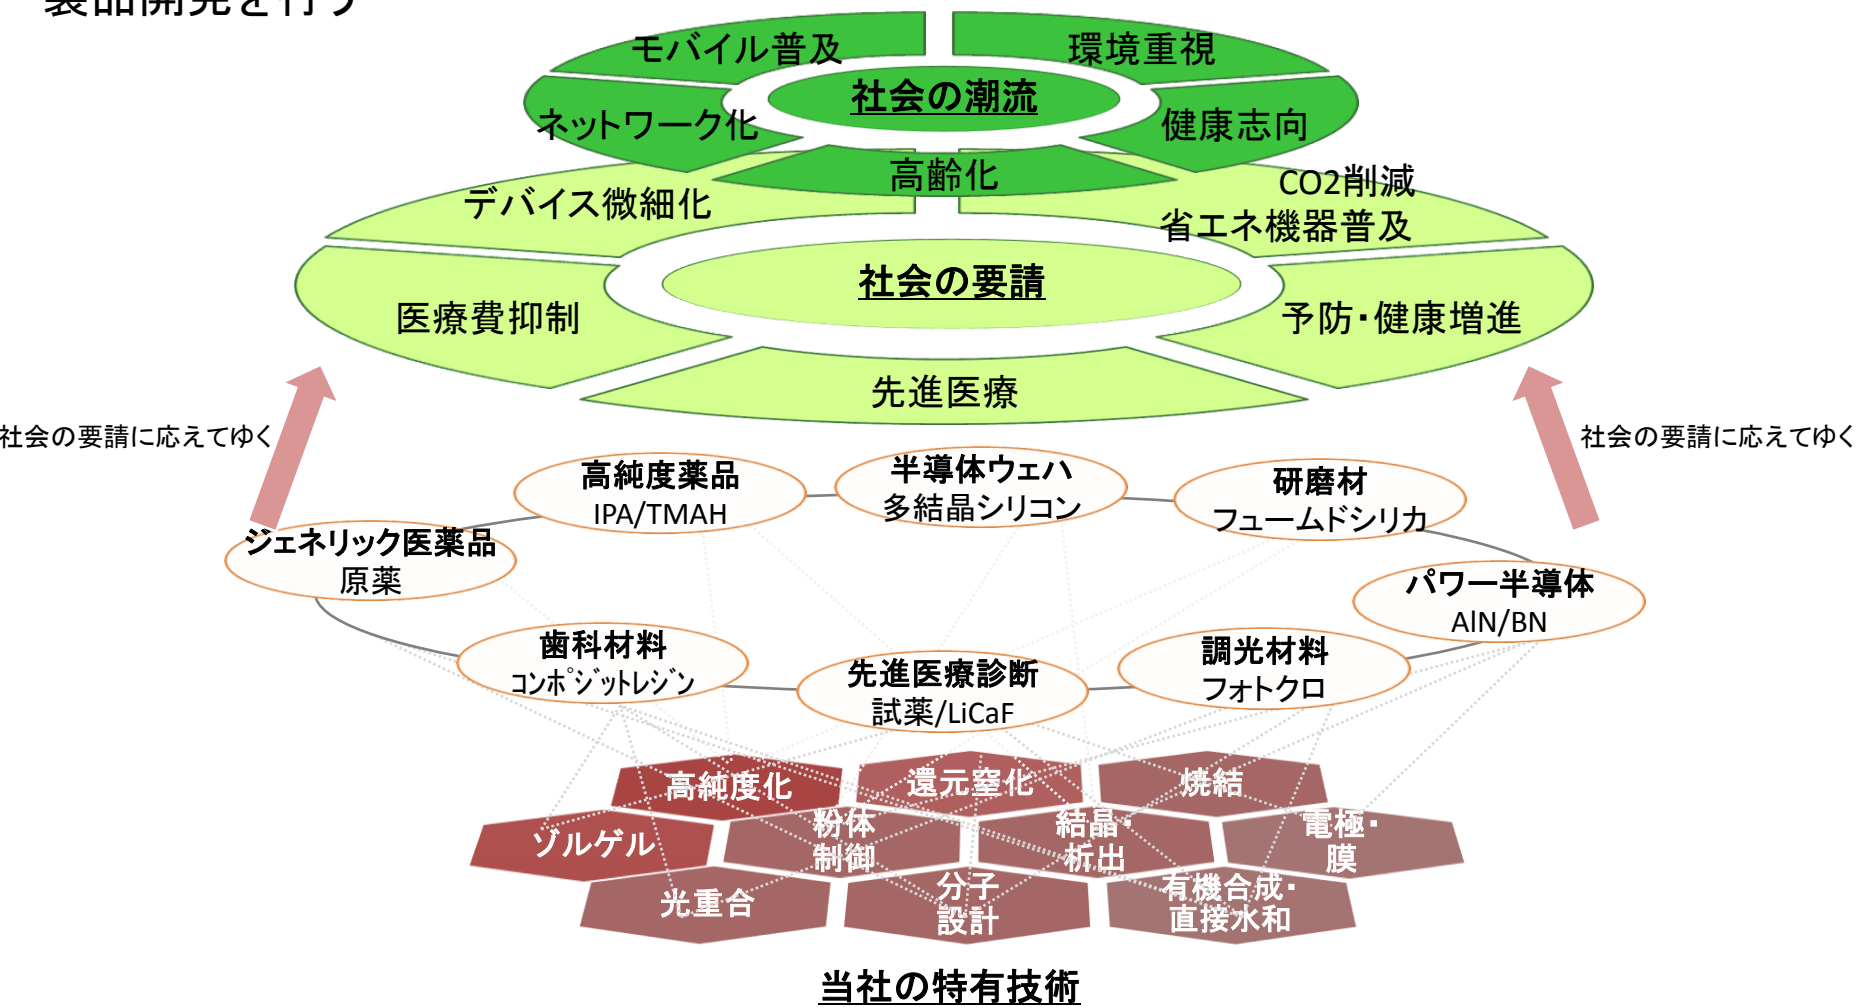 製品開発を行う
モバイル普及
環境重視
社会の潮流
ネットワーク化
健康志向
高齢化
デバイス微細化
CO2削減
省エネ機器普及
社会の要請
医療費抑制
予防・健康増進
先進医療
社会の要請に応えてゆく
社会の要請に応えてゆく
高純度薬品
IPA/TMAH
半導体ウェハ
多結晶シリコン
研磨材
フュームドシリカ
ジェネリック医薬品
原薬
パワー半導体
AlN/BN
歯科材料
ｺﾝﾎﾟｼﾞｯﾄﾚｼﾞﾝ
先進医療診断
試薬/LiCaF
調光材料
フォトクロ
高純度化
還元窒化
焼結
ゾルゲル
粉体
制御
結晶・
析出
電極・
膜
光重合
分子
設計
有機合成・
直接水和
当社の特有技術